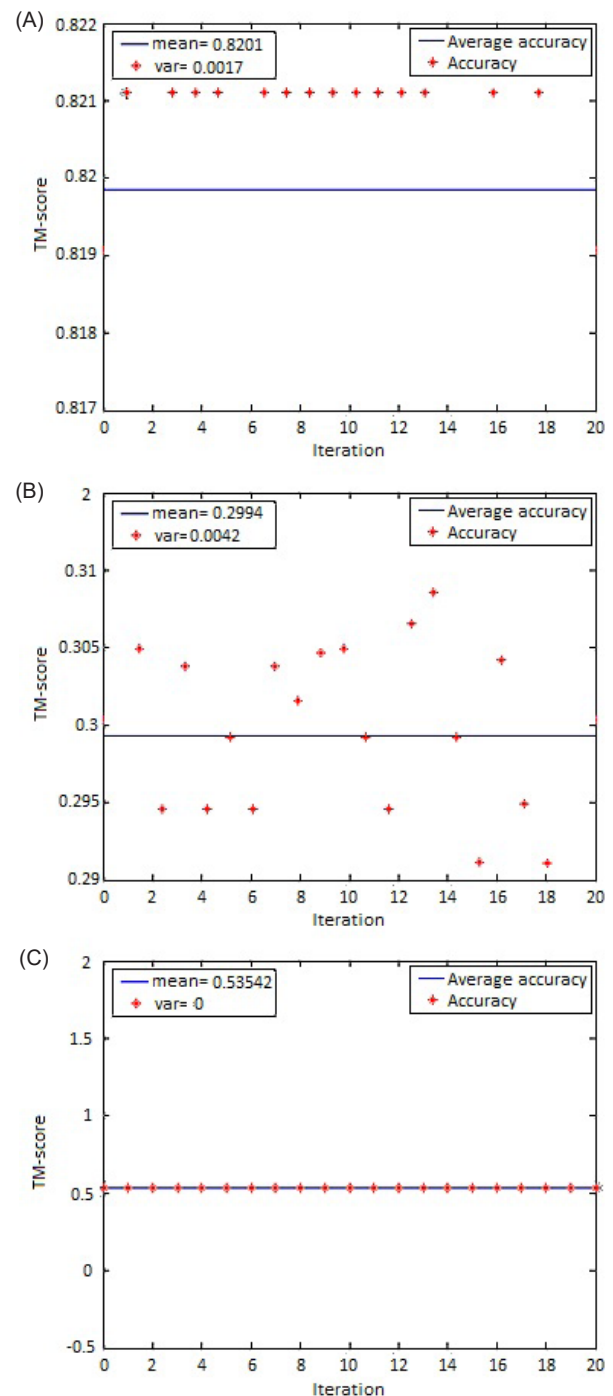 (A)
0.822
0.821
0.82
0.819
0.818
0.817
TM-score
mean= 0.8201
var= 0.0017
Average accuracy
Accuracy
0 2 4 6 8 10 12 14 16 18 20
Iteration
(B)
2
0.31
0.305
0.3
0.295
0.29
TM-score
mean= 0.2994
var= 0.0042
Average accuracy
Accuracy
0 2 4 6 8 10 12 14 16 18 20
Iteration
(C)
2
1.5
1
0.5
0
-0.5
TM-score
mean= 0.53542
var= 0
Average accuracy
Accuracy
0 2 4 6 8 10 12 14 16 18 20
Iteration